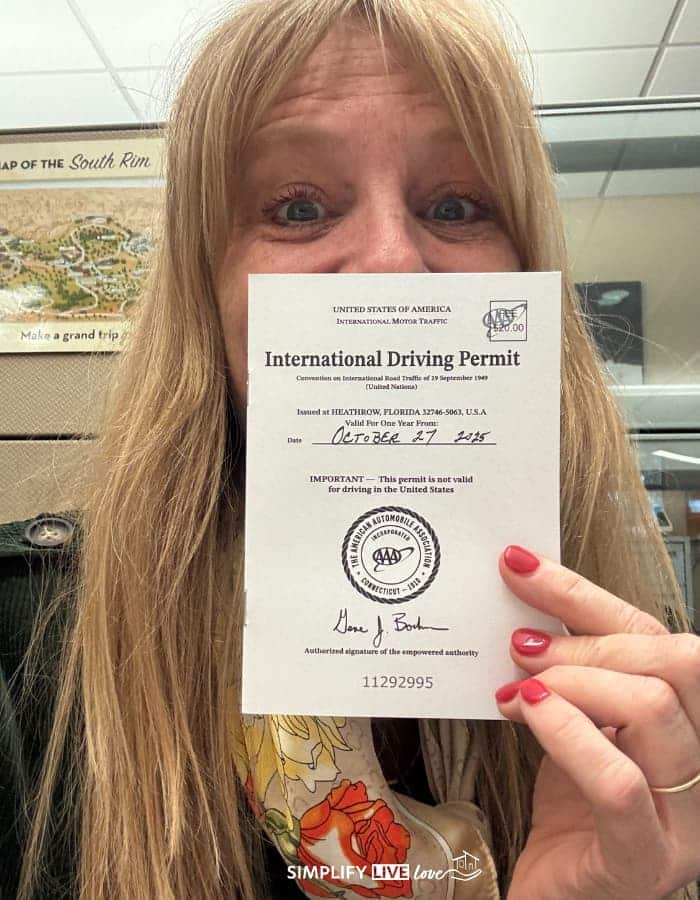 MAP OF THE South Rim
Make a grand trip
UNITED STATES OF AMERICA
INTERNATIONAL MOTOR TRAFFIC
AAA
$20.00
International Driving Permit
Convention on International Road Traffic of 19 September 1949
(United Nations)
Issued at HEATHROW, FLORIDA 32746-5063, U.S.A
Valid For One Year From:
Date OCTOBER 27 2025
IMPORTANT — This permit is not valid
for driving in the United States
THE AMERICAN AUTOMOBILE ASSOCIATION
INCORPORATED
AAA
CONNECTICUT – 1910
Authorized signature of the empowered authority
11292995
SIMPLIFY LIVE Love